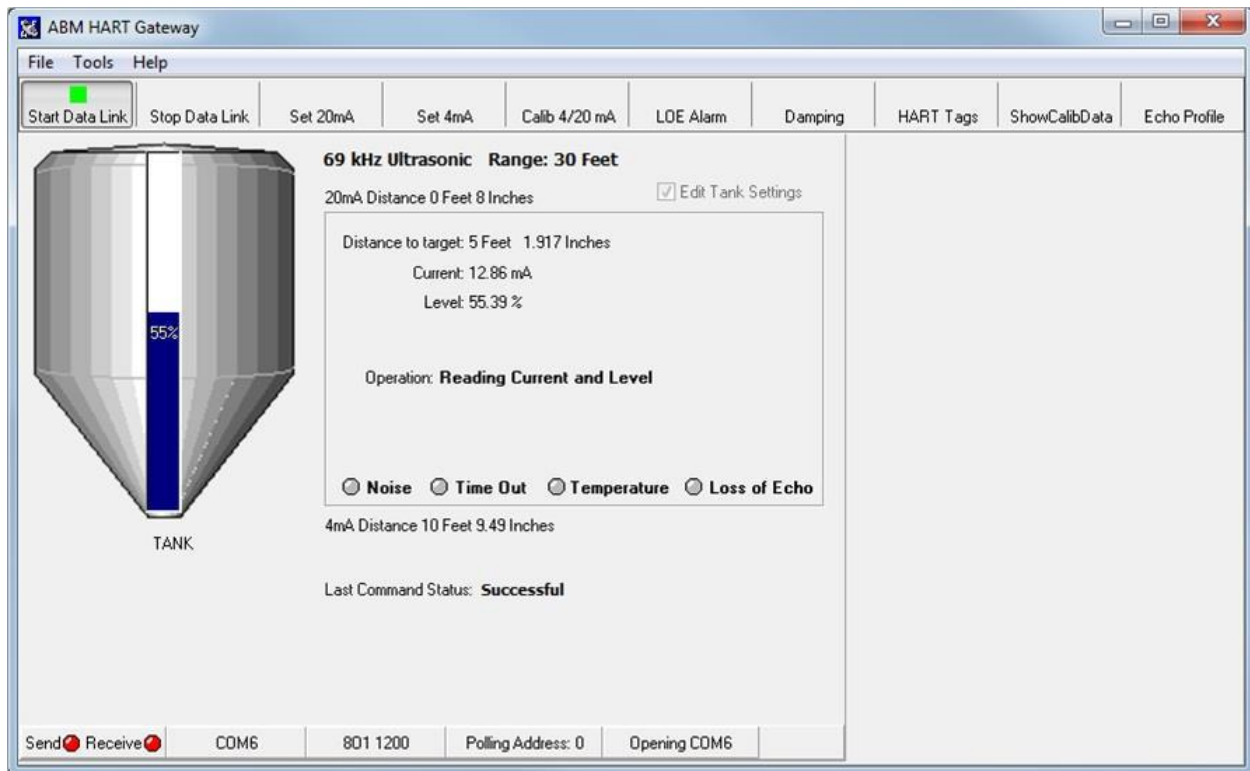 ABM HART Gateway
File Tools Help
Start Data Link Stop Data Link Set 20mA Set 4mA Calib 4/20 mA LOE Alarm Damping HART Tags ShowCalibData Echo Profile
69 kHz Ultrasonic Range: 30 Feet
20mA Distance 0 Feet 8 Inches Edit Tank Settings
Distance to target: 5 Feet 1.917 Inches
Current: 12.86 mA
Level: 55.39 %
55%
Operation: Reading Current and Level
Noise Time Out Temperature Loss of Echo
4mA Distance 10 Feet 9.49 Inches
TANK
Last Command Status: Successful
Send Receive COM6 8O1 1200 Polling Address: 0 Opening COM6